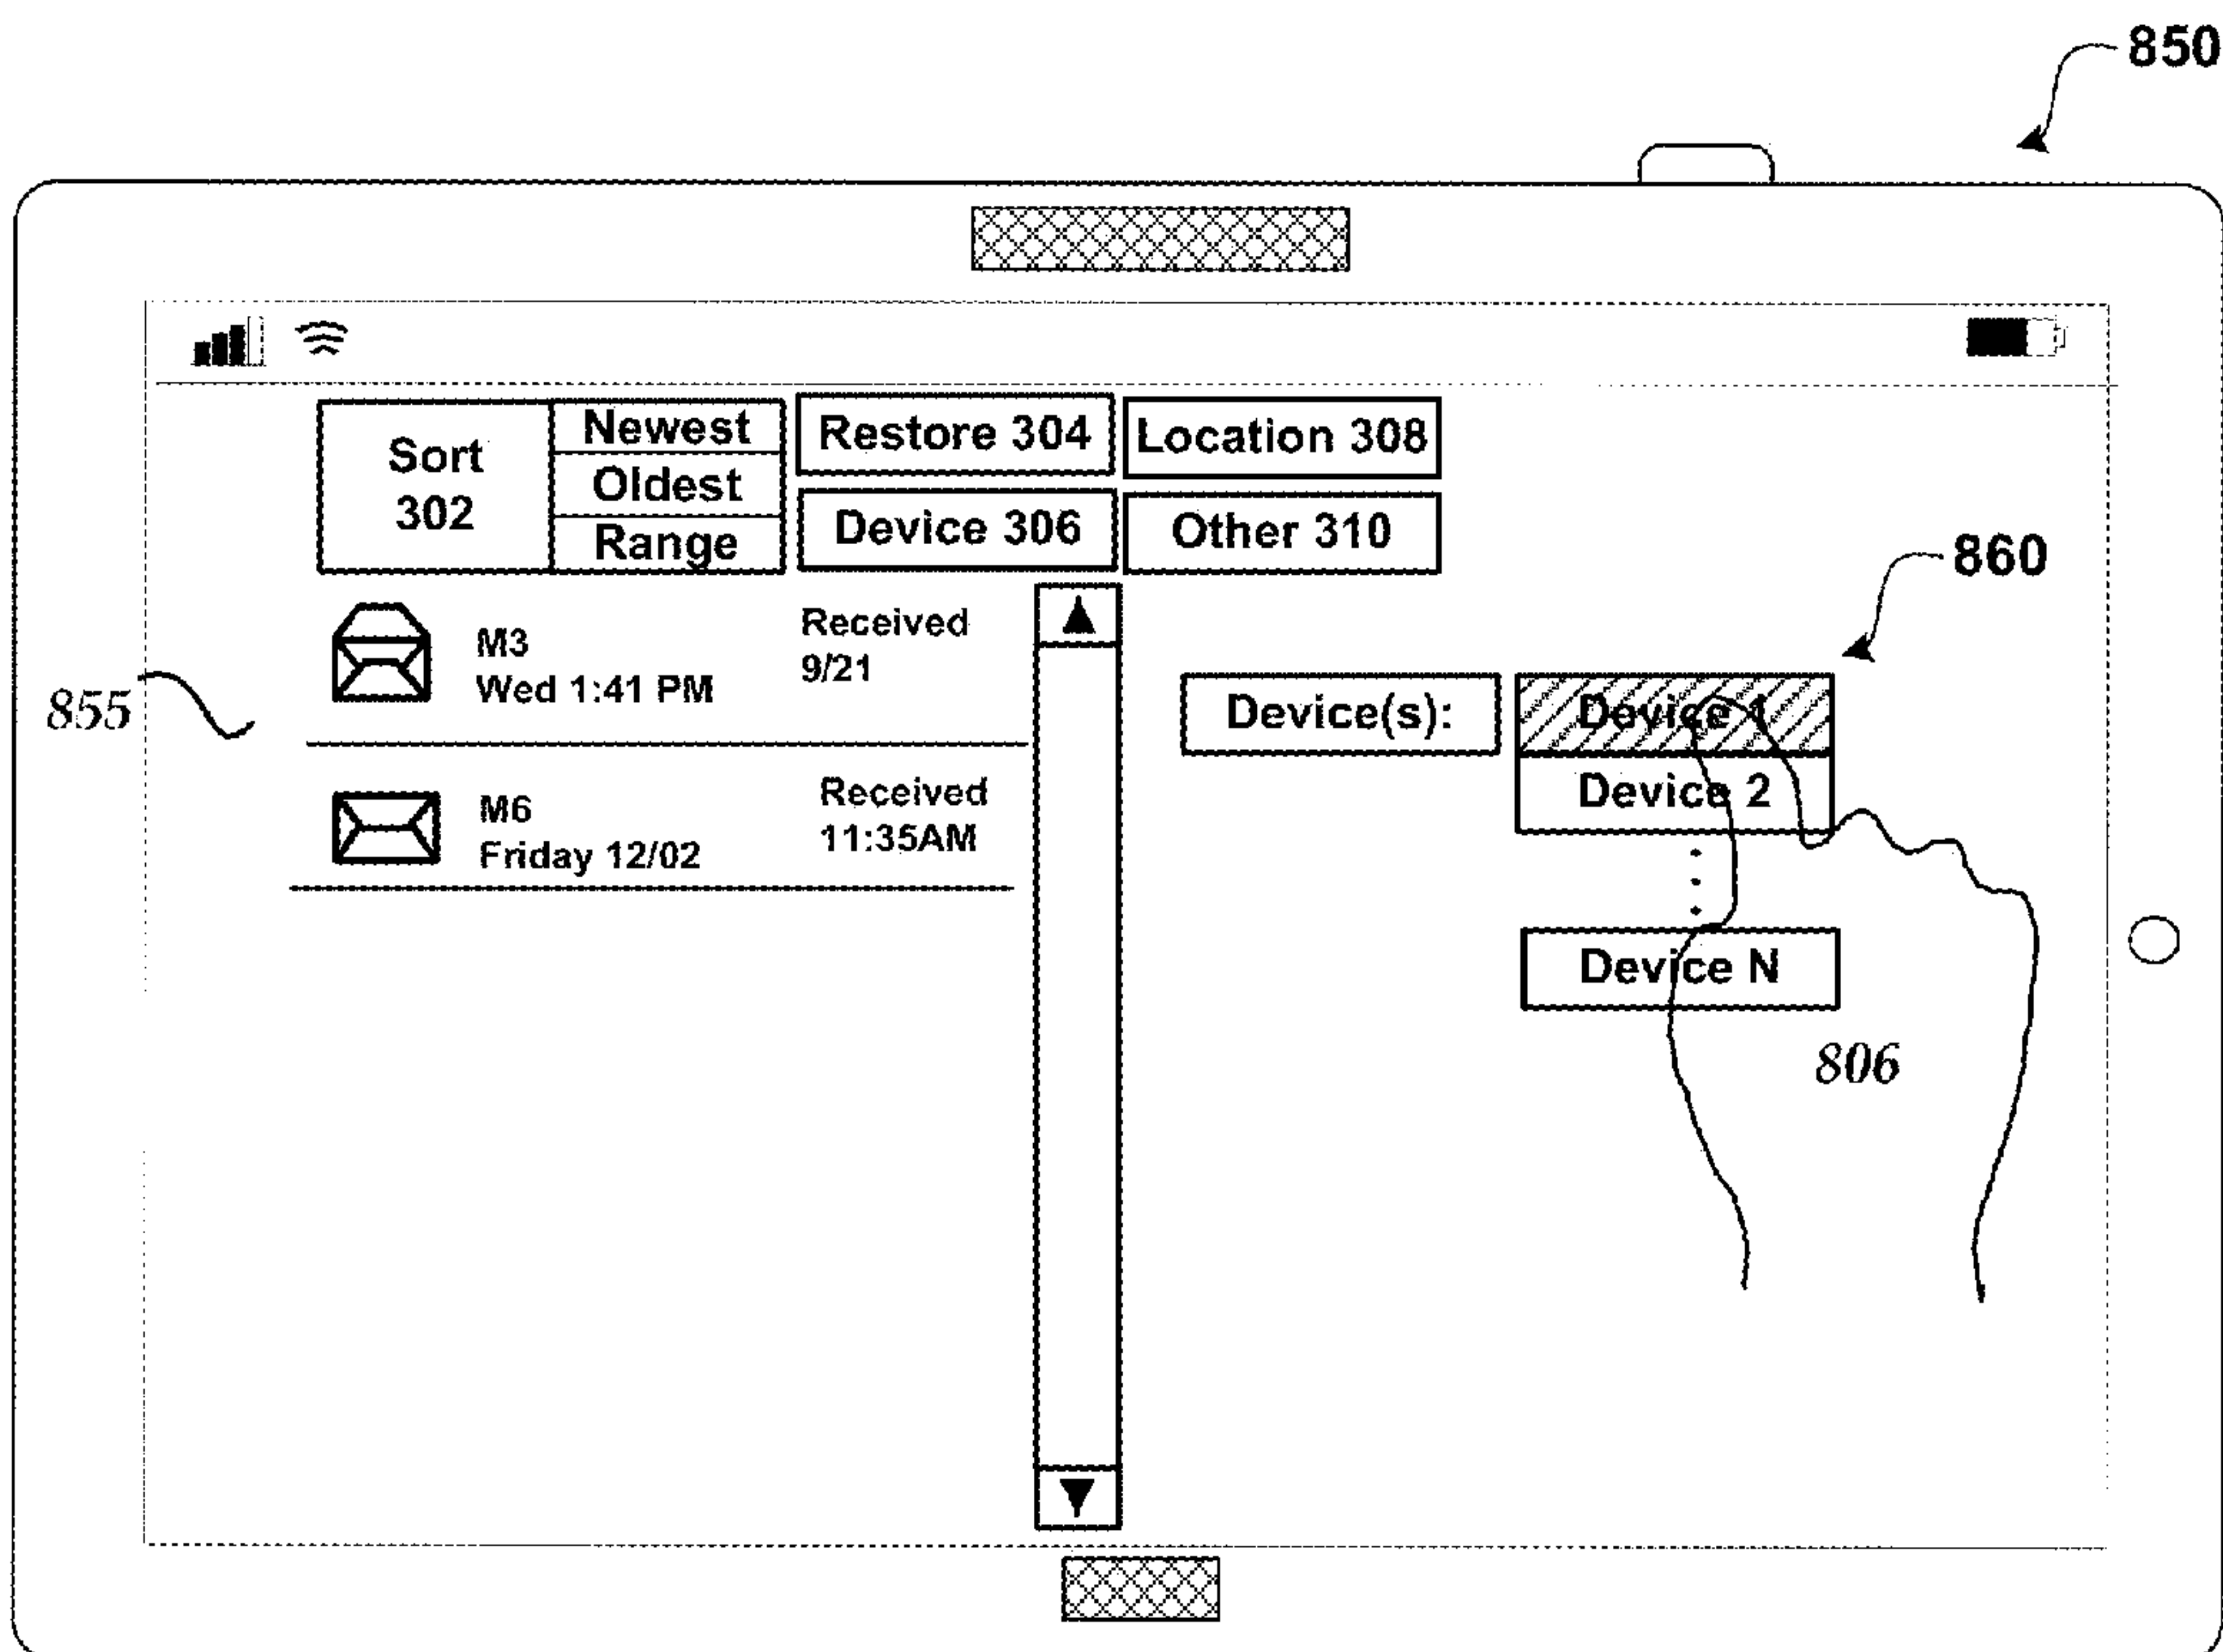 850
Sort
302
Newest
Oldest
Range
Restore 304
Location 308
Device 306
Other 310
860
M3
Wed 1:41 PM
Received
9/21
855
Device(s):
Device 1
Device 2
M6
Friday 12/02
Received
11:35AM
Device N
806